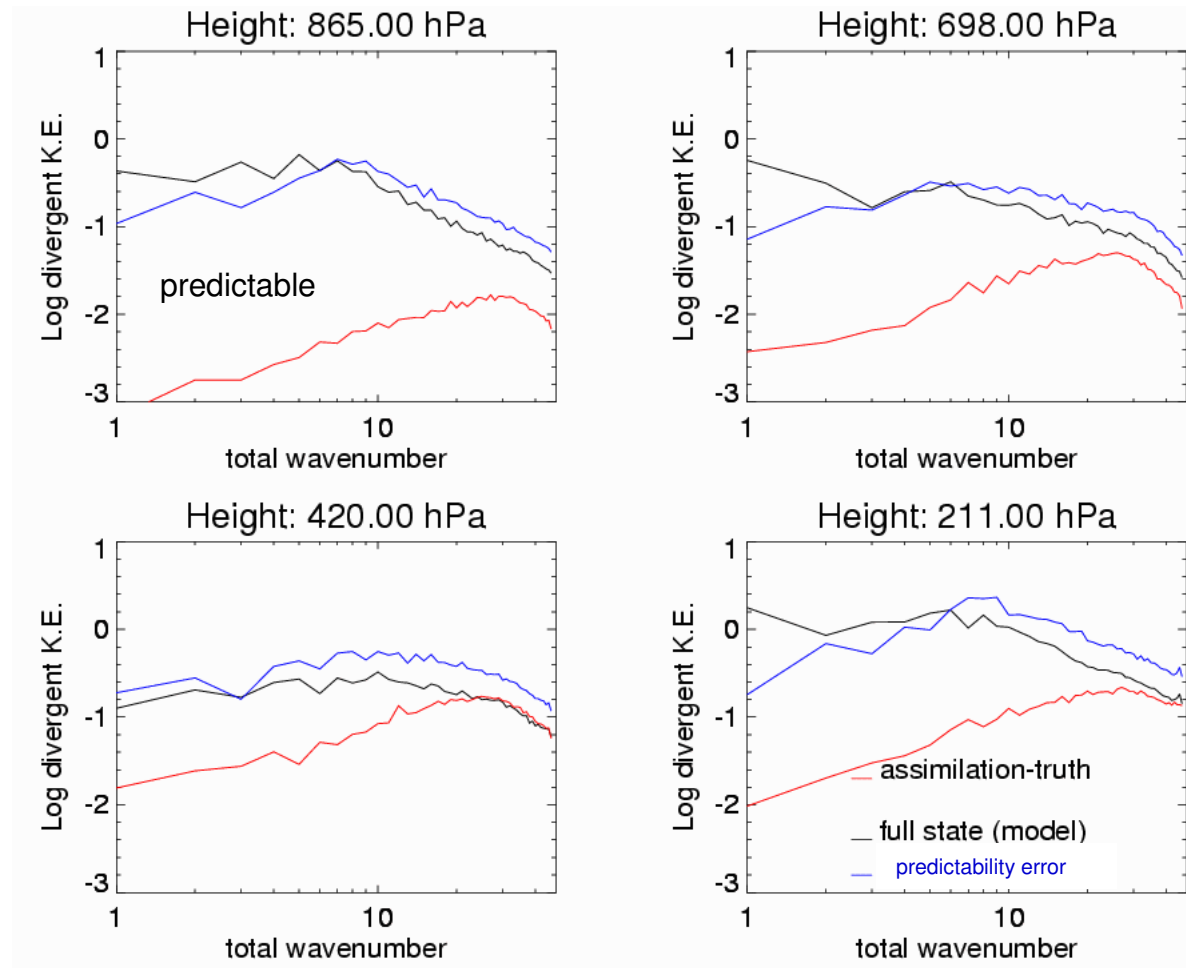 Height: 865.00 hPa
Log divergent K.E.
1
0
-1
-2
-3
predictable
1
10
total wavenumber
Height: 698.00 hPa
Log divergent K.E.
1
0
-1
-2
-3
1
10
total wavenumber
Height: 420.00 hPa
Log divergent K.E.
1
0
-1
-2
-3
1
10
total wavenumber
Height: 211.00 hPa
Log divergent K.E.
1
0
-1
-2
-3
assimilation-truth
full state (model)
predictability error
1
10
total wavenumber